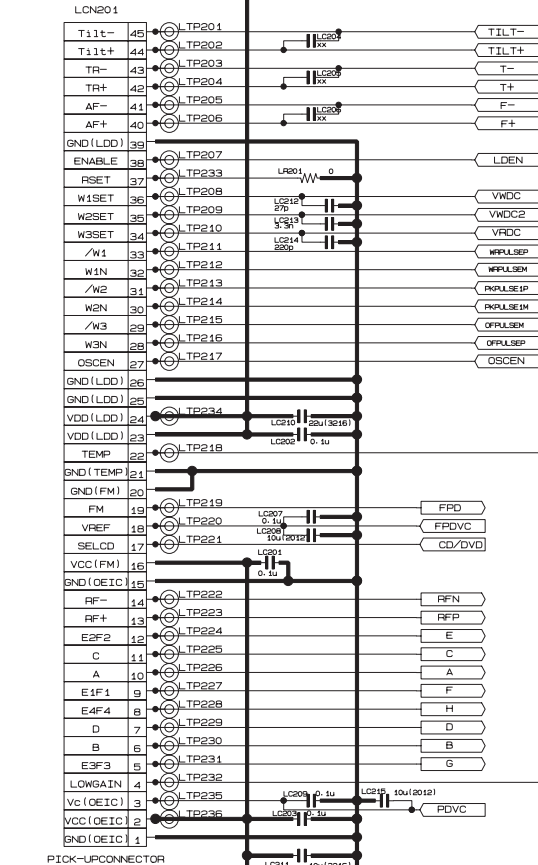 LCN201
Tilt- 45 LTP201 TILT-
LC204
xx
Tilt+ 44 LTP202 TILT+
TR- 43 LTP203 T-
LC205
xx
TR+ 42 LTP204 T+
AF- 41 LTP205 F-
LC206
xx
AF+ 40 LTP206 F+
GND(LDD) 39
ENABLE 38 LTP207 LDEN
RSET 37 LTP233 LR201 0
W1SET 36 LTP208 VWDC
LC212
27p
W2SET 35 LTP209 VWDC2
LC213
3.3n
W3SET 34 LTP210 VRDC
LC214
220p
/W1 33 LTP211 WRPULSEP
W1N 32 LTP212 WRPULSEM
/W2 31 LTP213 PKPULSE1P
W2N 30 LTP214 PKPULSE1M
/W3 29 LTP215 OFPULSEM
W3N 28 LTP216 OFPULSEP
OSCEN 27 LTP217 OSCEN
GND(LDD) 26
GND(LDD) 25
VDD(LDD) 24 LTP234 LC210 22u(3216)
VDD(LDD) 23 LC202 0.1u
TEMP 22 LTP218
GND(TEMP) 21
GND(FM) 20
FM 19 LTP219 FPD
LC207
0.1u
VREF 18 LTP220 FPDVC
LC208
10u(2012)
SELCD 17 LTP221 CD/DVD
VCC(FM) 16 LC201
0.1u
GND(OEIC) 15
RF- 14 LTP222 RFN
RF+ 13 LTP223 RFP
E2F2 12 LTP224 E
C 11 LTP225 C
A 10 LTP226 A
E1F1 9 LTP227 F
E4F4 8 LTP228 H
D 7 LTP229 D
B 6 LTP230 B
E3F3 5 LTP231 G
LOWGAIN 4 LTP232
Vc(OEIC) 3 LTP235 LC209 0.1u LC215 10u(2012) PDVC
VCC(OEIC) 2 LTP236 LC203 0.1u
GND(OEIC) 1
PICK-UPCONNECTOR
LC211